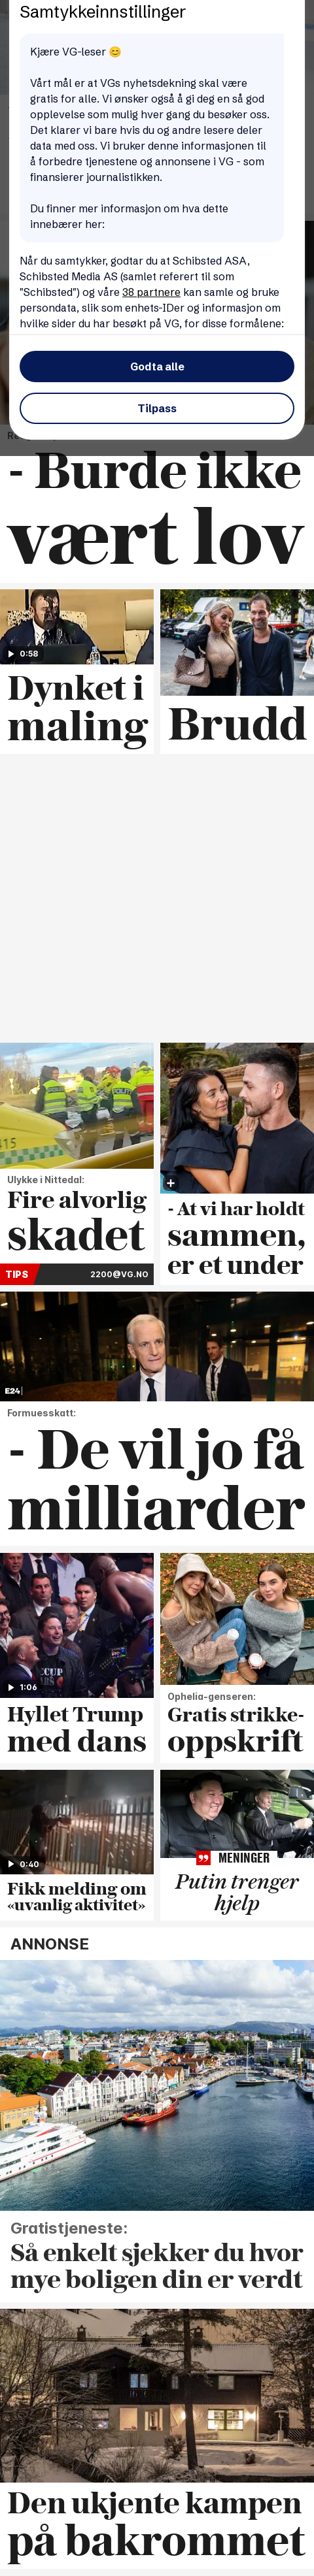 Samtykkeinnstillinger
Kjære VG-leser 😊
Vårt mål er at VGs nyhetsdekning skal være
gratis for alle. Vi ønsker også å gi deg en så god
opplevelse som mulig hver gang du besøker oss.
Det klarer vi bare hvis du og andre lesere deler
data med oss. Vi bruker denne informasjonen til
å forbedre tjenestene og annonsene i VG - som
finansierer journalistikken.
Du finner mer informasjon om hva dette
innebærer her:
Når du samtykker, godtar du at Schibsted ASA,
Schibsted Media AS (samlet referert til som
"Schibsted") og våre 38 partnere kan samle og bruke
persondata, slik som enhets-IDer og informasjon om
hvilke sider du har besøkt på VG, for disse formålene:
Godta alle
Tilpass
- Burde ikke
vært lov
0:58
Dynket i
maling
Brudd
Ulykke i Nittedal:
Fire alvorlig
skadet
TIPS 2200@VG.NO
- At vi har holdt
sammen,
er et under
E24
Formuesskatt:
- De vil jo få
milliarder
1:06
Hyllet Trump
med dans
Ophelia-genseren:
Gratis strikke-
oppskrift
0:40
Fikk melding om
«uvanlig aktivitet»
MENINGER
Putin trenger
hjelp
ANNONSE
Gratistjeneste:
Så enkelt sjekker du hvor
mye boligen din er verdt
Den ukjente kampen
på bakrommet